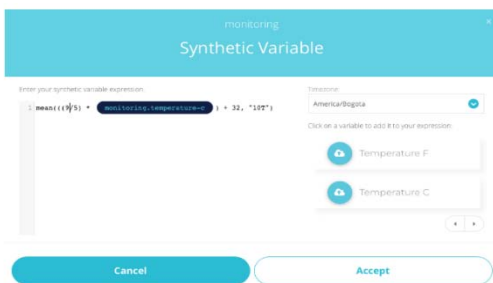 monitoring
×
Synthetic Variable
Enter your synthetic variable expression:
Timezone:
1 mean(((9/5) * monitoring.temperature-c ) + 32, "10T")
America/Bogota
Click on a variable to add it to your expression:
Temperature F
Temperature C
Cancel
Accept